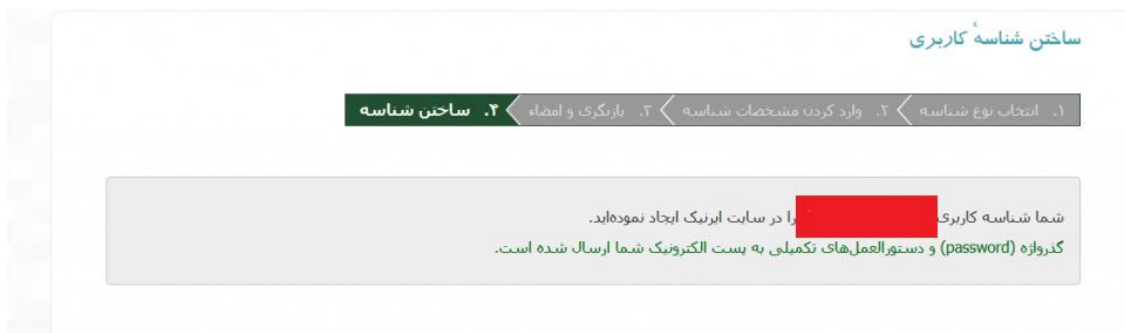 ساختن شناسهٔ کاربری
۱. انتخاب نوع شناسه ۲. وارد کردن مشخصات شناسه ۳. بازنگری و امضاء ۴. ساختن شناسه
شما شناسه کاربری را در سایت ایرنیک ایجاد نموده‌اید.
گذرواژه (password) و دستورالعمل‌های تکمیلی به پست الکترونیک شما ارسال شده است.